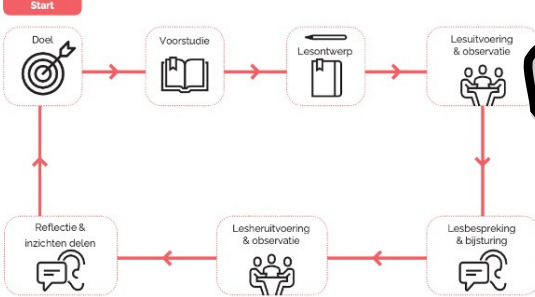 Start
Doel
Voorstudie
Lesontwerp
Lesuitvoering
& observatie
Lesbespreking
& bijsturing
Lesheruitvoering
& observatie
Reflectie &
inzichten delen